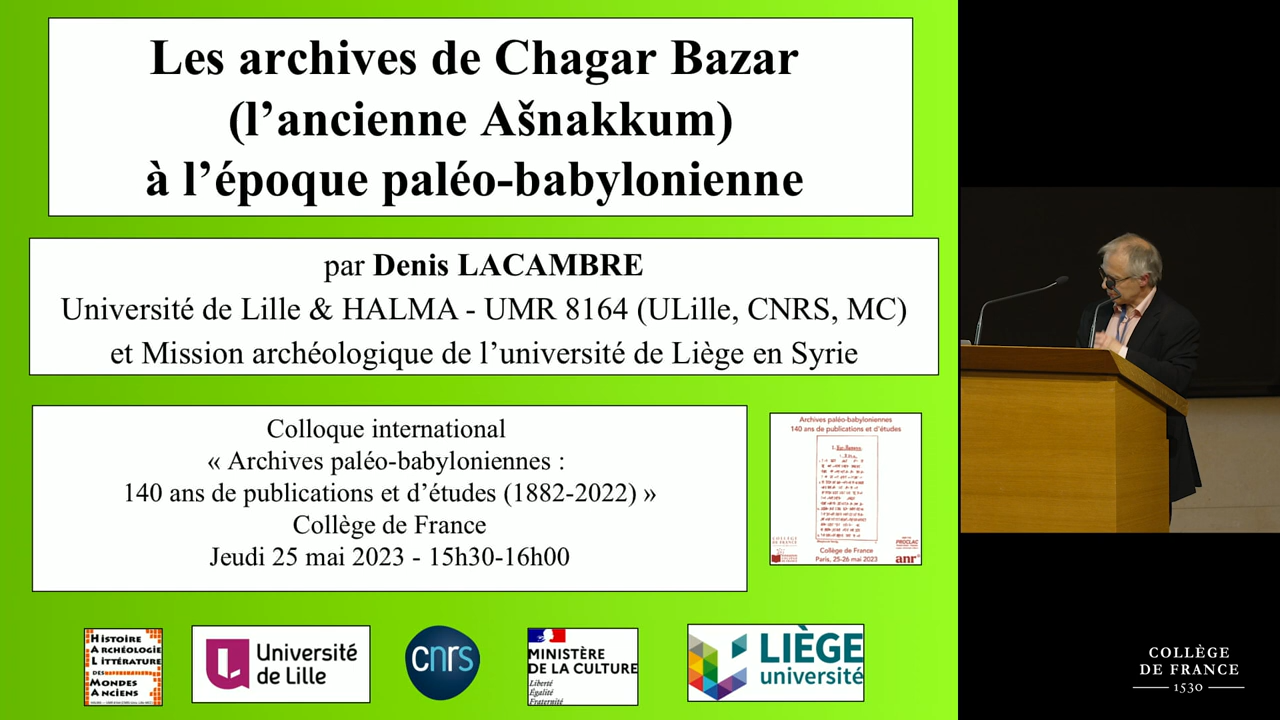 Les archives de Chagar Bazar
(l’ancienne Ašnakkum)
à l’époque paléo-babylonienne
par Denis LACAMBRE
Université de Lille & HALMA - UMR 8164 (ULille, CNRS, MC)
et Mission archéologique de l’université de Liège en Syrie
Colloque international
« Archives paléo-babyloniennes :
140 ans de publications et d’études (1882-2022) »
Collège de France
Jeudi 25 mai 2023 - 15h30-16h00
Archives paléo-babyloniennes
140 ans de publications et d'études
Collège de France
Paris, 25-26 mai 2023
PROCLAC
anr
HISTOIRE
ARCHÉOLOGIE
LITTÉRATURE
DES
MONDES
ANCIENS
Université
de Lille
cnrs
MINISTÈRE
DE LA CULTURE
Liberté
Égalité
Fraternité
LIÈGE
université
COLLÈGE
DE FRANCE
1530